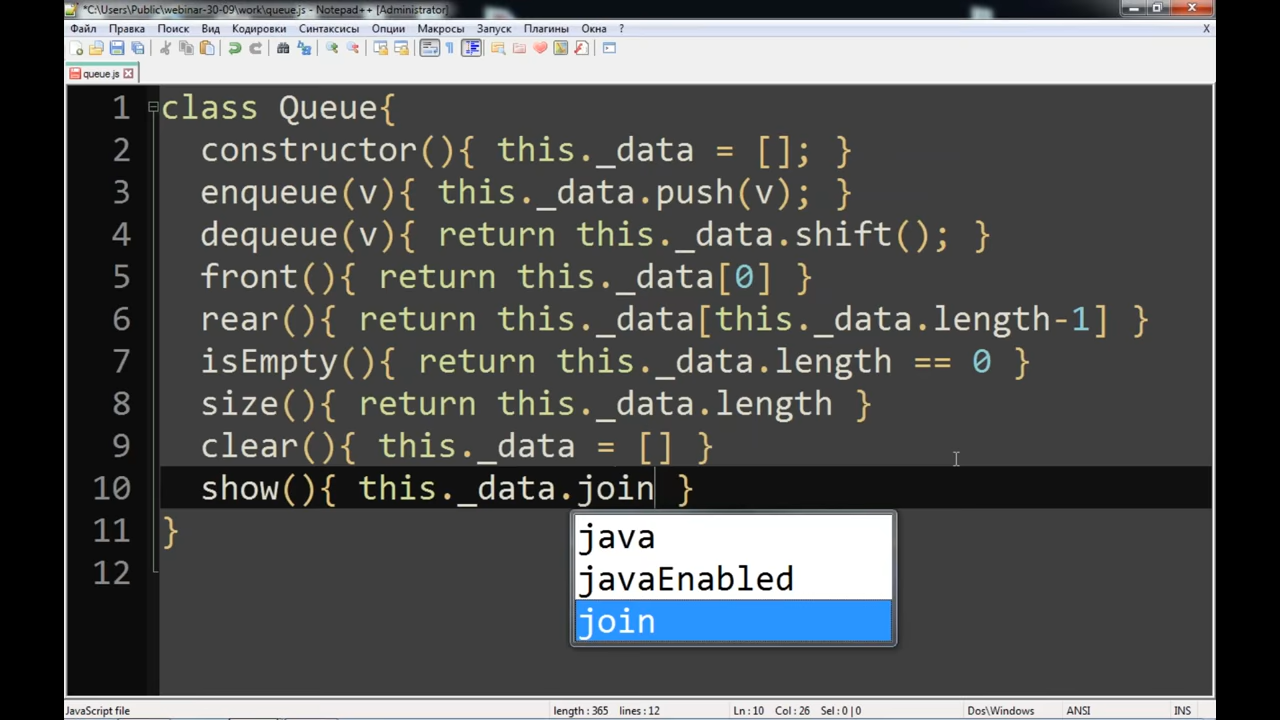 *C:\Users\Public\webinar-30-09\work\queue.js - Notepad++ [Administrator]
Файл Правка Поиск Вид Кодировки Синтаксисы Опции Макросы Запуск Плагины Окна ? X
queue.js
1 class Queue{
2 constructor(){ this._data = []; }
3 enqueue(v){ this._data.push(v); }
4 dequeue(v){ return this._data.shift(); }
5 front(){ return this._data[0] }
6 rear(){ return this._data[this._data.length-1] }
7 isEmpty(){ return this._data.length == 0 }
8 size(){ return this._data.length }
9 clear(){ this._data = [] }
10 show(){ this._data.join }
11 }
12
java
javaEnabled
join
JavaScript file length : 365 lines : 12 Ln : 10 Col : 26 Sel : 0 | 0 Dos\Windows ANSI INS